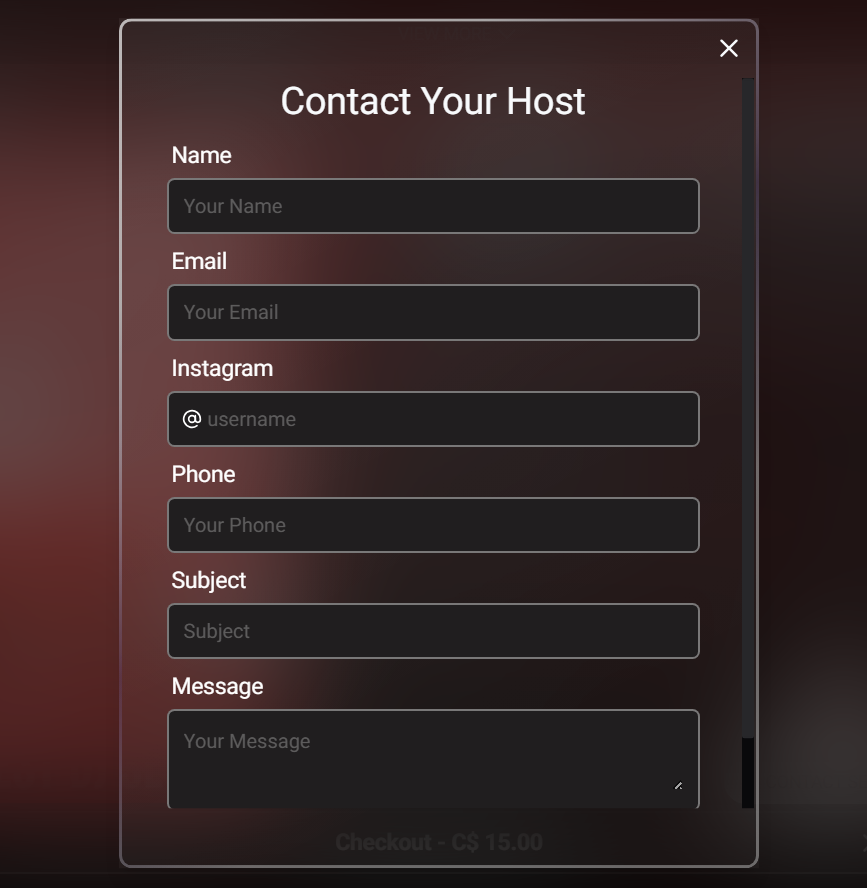 Contact Your Host
Name
Your Name
Email
Your Email
Instagram
@ username
Phone
Your Phone
Subject
Subject
Message
Your Message
Checkout - C$ 15.00